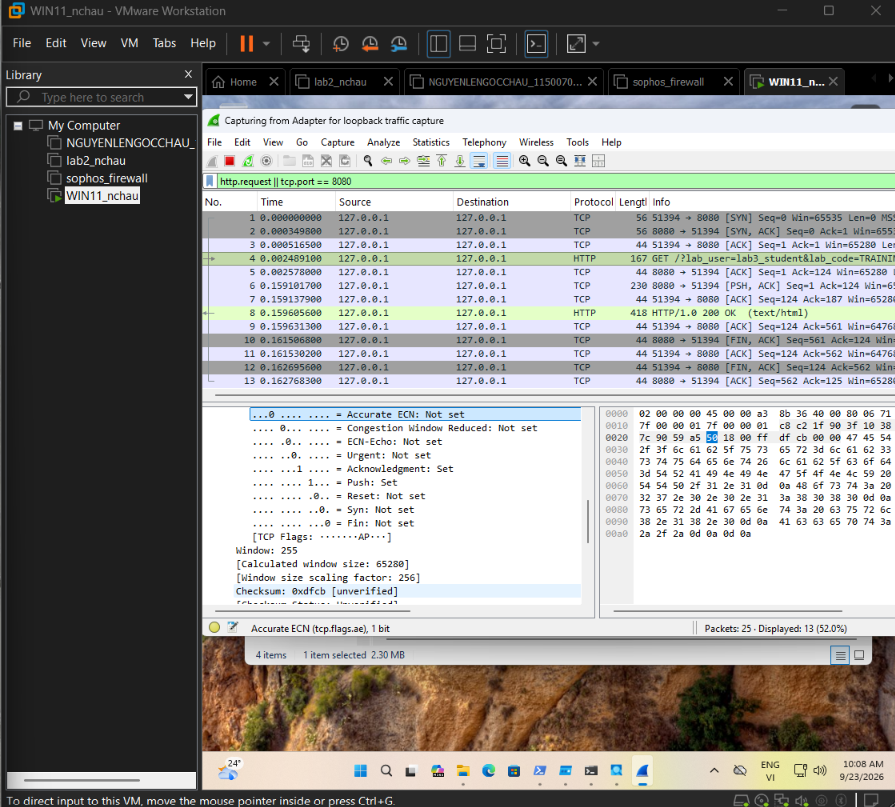 WIN11_nchau - VMware Workstation
File Edit View VM Tabs Help
Library X
Type here to search
My Computer
NGUYENLENGOCCHAU_
lab2_nchau
sophos_firewall
WIN11_nchau
Home lab2_nchau NGUYENLENGOCCHAU_1150070... sophos_firewall WIN11_n...
Capturing from Adapter for loopback traffic capture
File Edit View Go Capture Analyze Statistics Telephony Wireless Tools Help
http.request || tcp.port == 8080
No. Time Source Destination Protocol Lengtl Info
1 0.000000000 127.0.0.1 127.0.0.1 TCP 56 51394 → 8080 [SYN] Seq=0 Win=65535 Len=0 MS
2 0.000349800 127.0.0.1 127.0.0.1 TCP 56 8080 → 51394 [SYN, ACK] Seq=0 Ack=1 Win=655
3 0.000516500 127.0.0.1 127.0.0.1 TCP 44 51394 → 8080 [ACK] Seq=1 Ack=1 Win=65280 Le
4 0.002489100 127.0.0.1 127.0.0.1 HTTP 167 GET /?lab_user=lab3_student&lab_code=TRAINI
5 0.002578000 127.0.0.1 127.0.0.1 TCP 44 8080 → 51394 [ACK] Seq=1 Ack=124 Win=65280 L
6 0.159101700 127.0.0.1 127.0.0.1 TCP 230 8080 → 51394 [PSH, ACK] Seq=1 Ack=124 Win=6
7 0.159137900 127.0.0.1 127.0.0.1 TCP 44 51394 → 8080 [ACK] Seq=124 Ack=187 Win=6528
8 0.159605600 127.0.0.1 127.0.0.1 HTTP 418 HTTP/1.0 200 OK (text/html)
9 0.159631300 127.0.0.1 127.0.0.1 TCP 44 51394 → 8080 [ACK] Seq=124 Ack=561 Win=6476
10 0.161506800 127.0.0.1 127.0.0.1 TCP 44 8080 → 51394 [FIN, ACK] Seq=561 Ack=124 Win=
11 0.161530200 127.0.0.1 127.0.0.1 TCP 44 51394 → 8080 [ACK] Seq=124 Ack=562 Win=6476
12 0.162695600 127.0.0.1 127.0.0.1 TCP 44 51394 → 8080 [FIN, ACK] Seq=124 Ack=562 Win=
13 0.162768300 127.0.0.1 127.0.0.1 TCP 44 8080 → 51394 [ACK] Seq=562 Ack=125 Win=6528
...0 .... .... = Accurate ECN: Not set
.... 0... .... = Congestion Window Reduced: Not set
.... .0.. .... = ECN-Echo: Not set
.... ..0. .... = Urgent: Not set
.... ...1 .... = Acknowledgment: Set
.... .... 1... = Push: Set
.... .... .0.. = Reset: Not set
.... .... ..0. = Syn: Not set
.... .... ...0 = Fin: Not set
[TCP Flags: ·······AP···]
Window: 255
[Calculated window size: 65280]
[Window size scaling factor: 256]
Checksum: 0xdfcb [unverified]
[Checksum Status: Unverified]
0000 02 00 00 00 45 00 00 a3 8b 36 40 00 80 06 71
0010 7f 00 00 01 7f 00 00 01 c8 c2 1f 90 3f 10 38
0020 7c 90 59 a5 50 18 00 ff df cb 00 00 47 45 54
0030 2f 3f 6c 61 62 5f 75 73 65 72 3d 6c 61 62 33
0040 73 74 75 64 65 6e 74 26 6c 61 62 5f 63 6f 64
0050 3d 54 52 41 49 4e 49 4e 47 5f 4f 4e 4c 59 20
0060 54 54 50 2f 31 2e 31 0d 0a 48 6f 73 74 3a 20
0070 32 37 2e 30 2e 30 2e 31 3a 38 30 38 30 0d 0a
0080 73 65 72 2d 41 67 65 6e 74 3a 20 63 75 72 6c
0090 38 2e 31 38 2e 30 0d 0a 41 63 63 65 70 74 3a
00a0 2a 2f 2a 0d 0a 0d 0a
Accurate ECN (tcp.flags.ae), 1 bit Packets: 25 · Displayed: 13 (52.0%)
4 items 1 item selected 2.30 MB
24°
ENG
VI
10:08 AM
9/23/2026
To direct input to this VM, move the mouse pointer inside or press Ctrl+G.